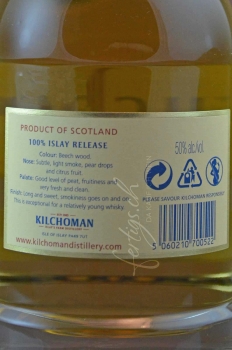 PRODUCT OF SCOTLAND
100% ISLAY RELEASE
50% alc./vol.
Colour: Beech wood
Nose: Subtle, light smoke, pear drops
and citrus fruit.
Palate: Good level of peat, fruitiness and
very fresh and clean.
Finish: Long and sweet, smokiness goes on and on
This is exceptional for a relatively young whisky.
KILCHOMAN
www.kilchomandistillery.com
PLEASE SAVOUR KILCHOMAN RESPONSIBLY
5 060210 700522